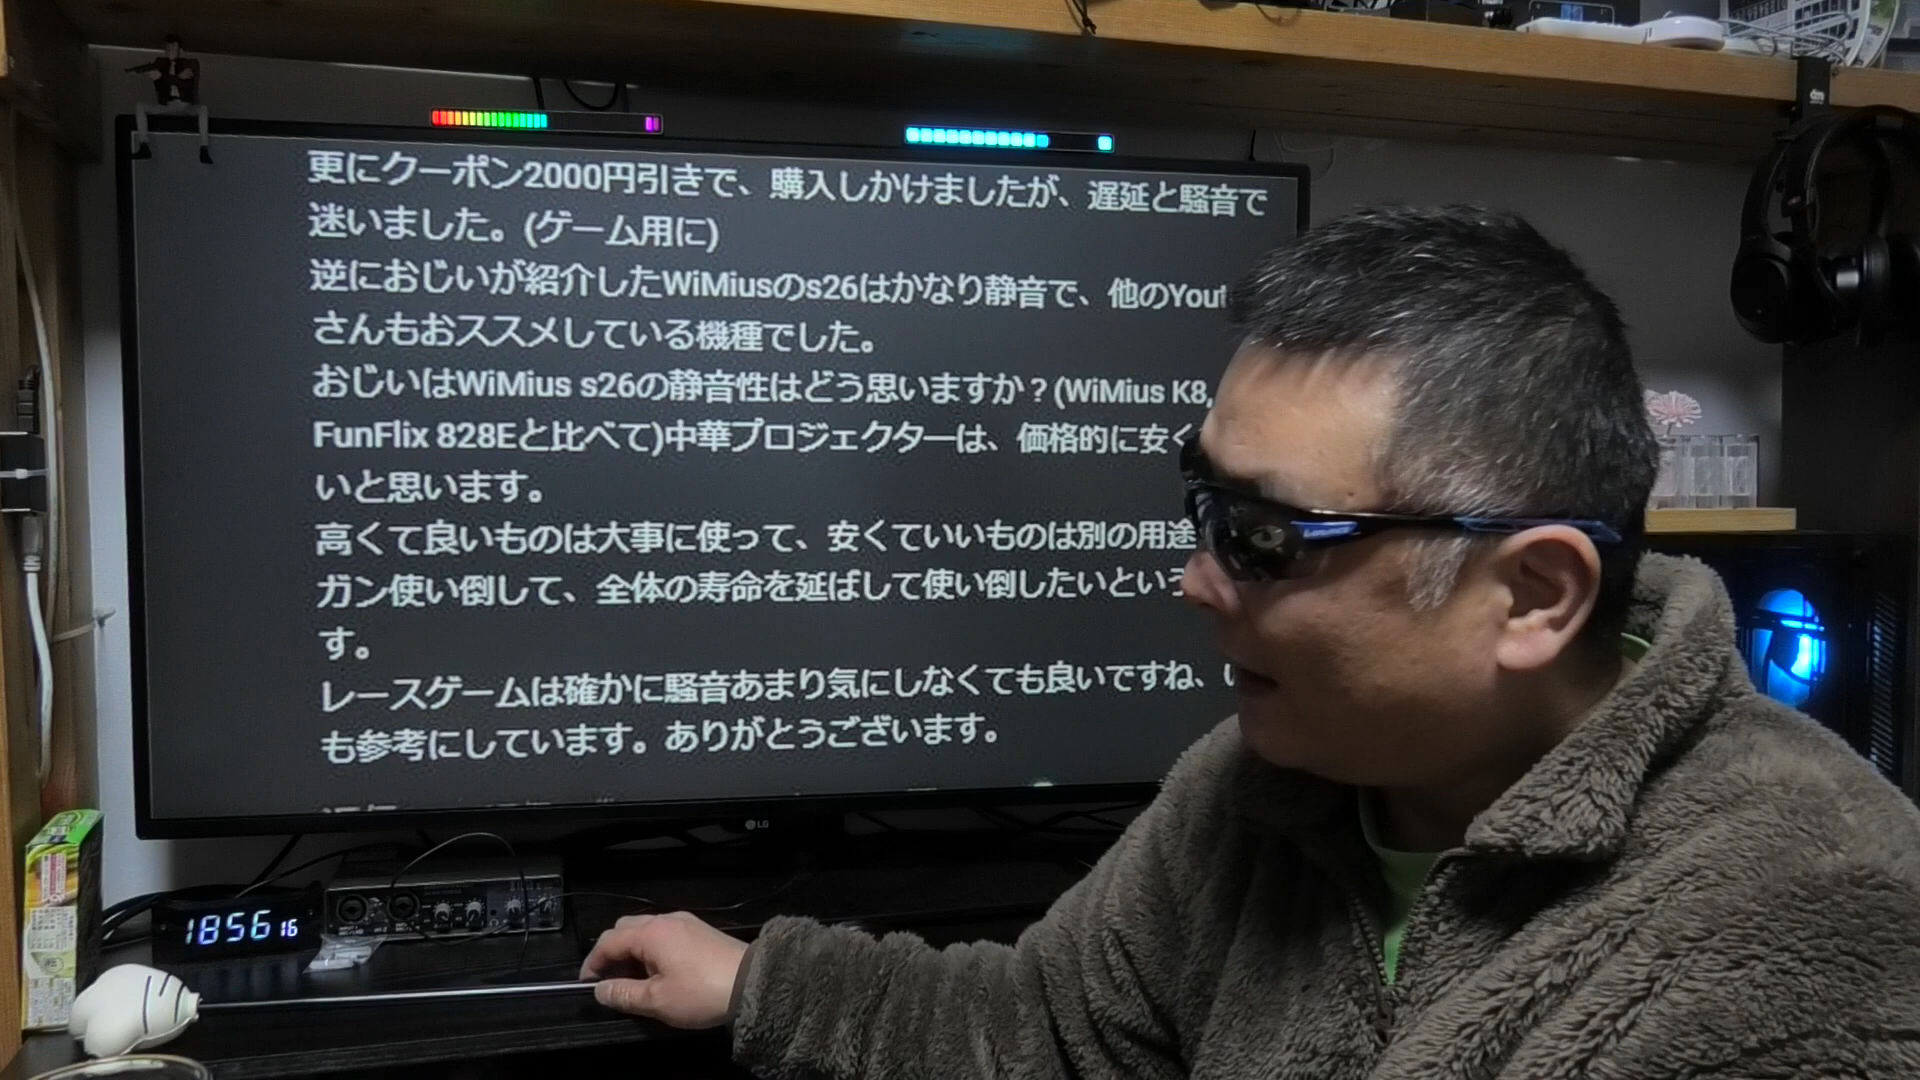 更にクーポン2000円引きで、購入しかけましたが、遅延と騒音で
迷いました。(ゲーム用に)
逆におじいが紹介したWiMiusのs26はかなり静音で、他のYout
さんもおススメしている機種でした。
おじいはWiMius s26の静音性はどう思いますか？(WiMius K8,
FunFlix 828Eと比べて)中華プロジェクターは、価格的に安く
いと思います。
高くて良いものは大事に使って、安くていいものは別の用途
ガン使い倒して、全体の寿命を延ばして使い倒したいという
す。
レースゲームは確かに騒音あまり気にしなくても良いですね、い
も参考にしています。ありがとうございます。
LG
1856 16